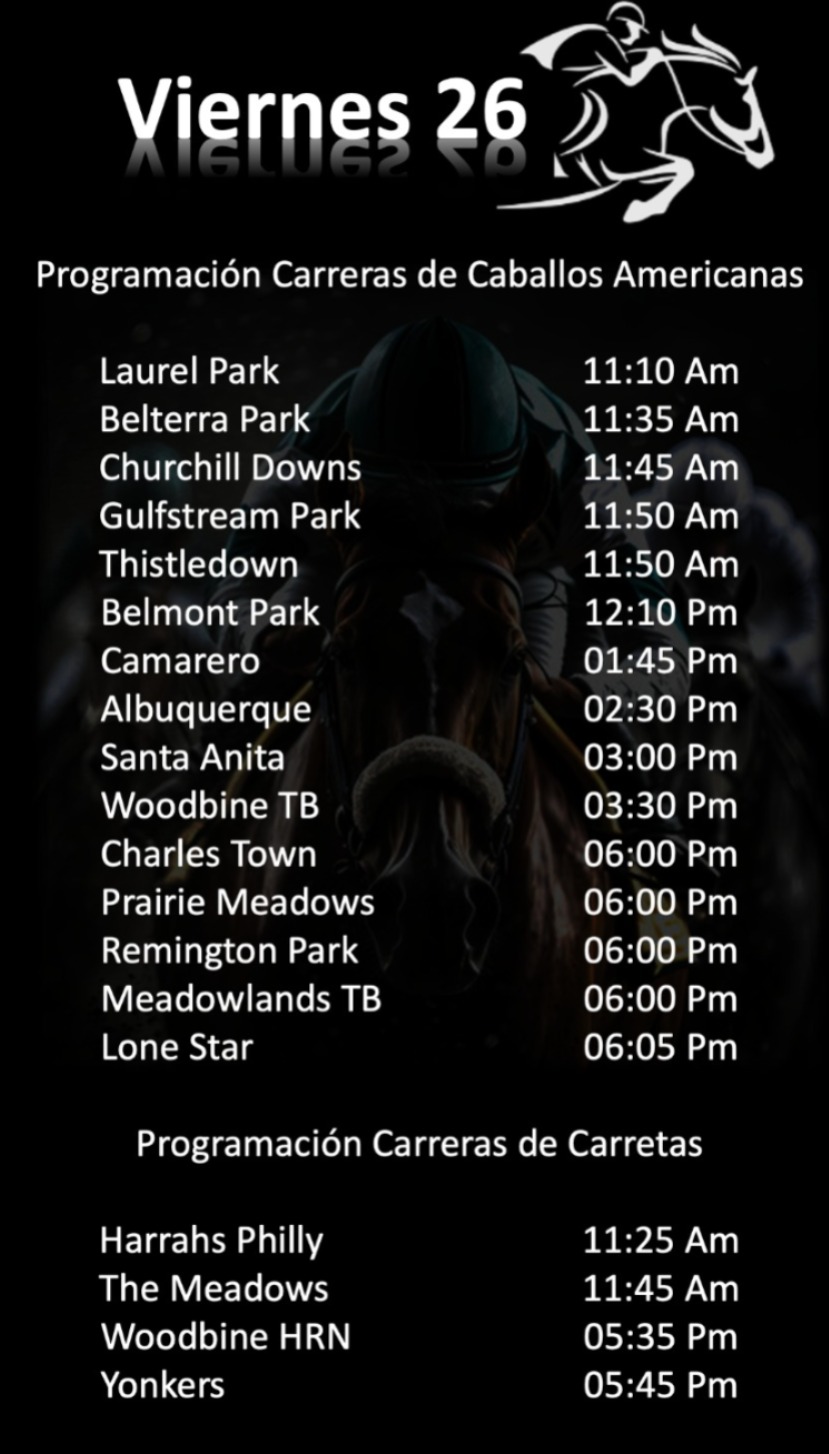 Viernes 26
Programación Carreras de Caballos Americanas
Laurel Park 11:10 Am
Belterra Park 11:35 Am
Churchill Downs 11:45 Am
Gulfstream Park 11:50 Am
Thistledown 11:50 Am
Belmont Park 12:10 Pm
Camarero 01:45 Pm
Albuquerque 02:30 Pm
Santa Anita 03:00 Pm
Woodbine TB 03:30 Pm
Charles Town 06:00 Pm
Prairie Meadows 06:00 Pm
Remington Park 06:00 Pm
Meadowlands TB 06:00 Pm
Lone Star 06:05 Pm
Programación Carreras de Carretas
Harrahs Philly 11:25 Am
The Meadows 11:45 Am
Woodbine HRN 05:35 Pm
Yonkers 05:45 Pm